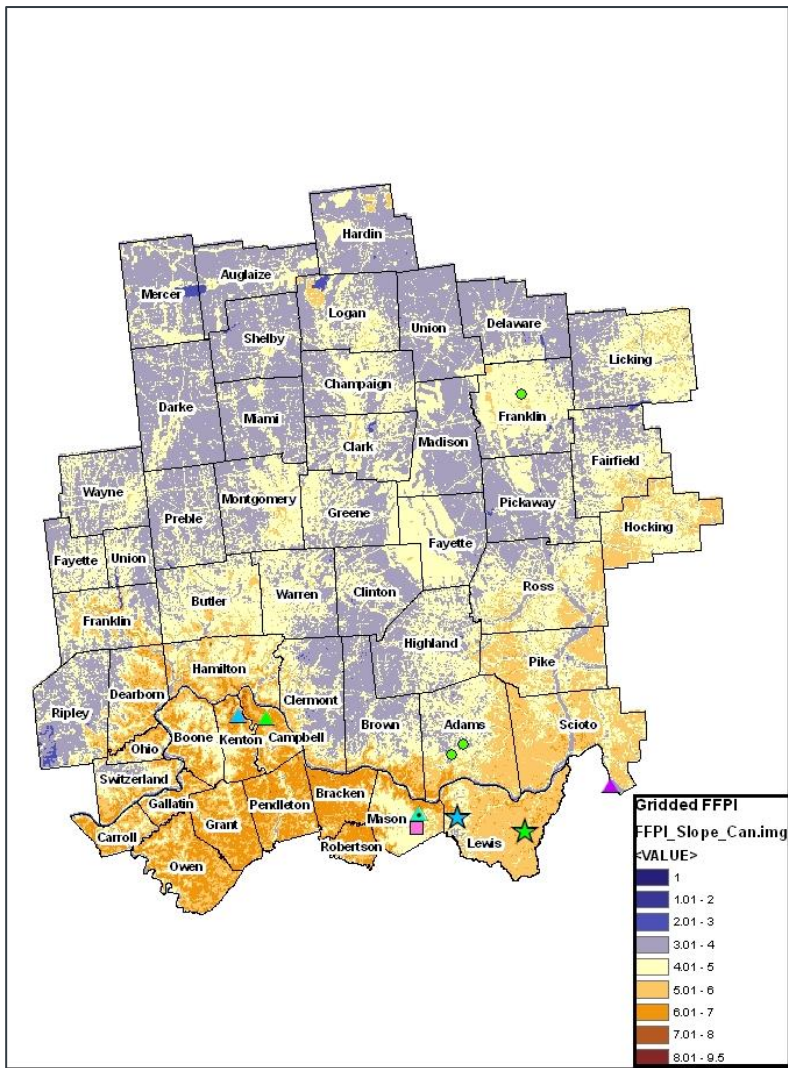 Hardin
Auglaize
Mercer
Logan
Union
Delaware
Shelby
Licking
Champaign
Darke
Miami
Franklin
Clark
Madison
Fairfield
Wayne
Montgomery
Pickaway
Preble
Greene
Hocking
Fayette
Union
Fayette
Ross
Butler
Warren
Clinton
Franklin
Highland
Hamilton
Pike
Dearborn
Clermont
Ripley
Brown
Adams
Scioto
Boone
Kenton
Campbell
Ohio
Switzerland
Bracken
Gallatin
Pendleton
Mason
Grant
Carroll
Lewis
Robertson
Owen
Gridded FFPI
FFPI_Slope_Can.img
<VALUE>
1
1.01 - 2
2.01 - 3
3.01 - 4
4.01 - 5
5.01 - 6
6.01 - 7
7.01 - 8
8.01 - 9.5